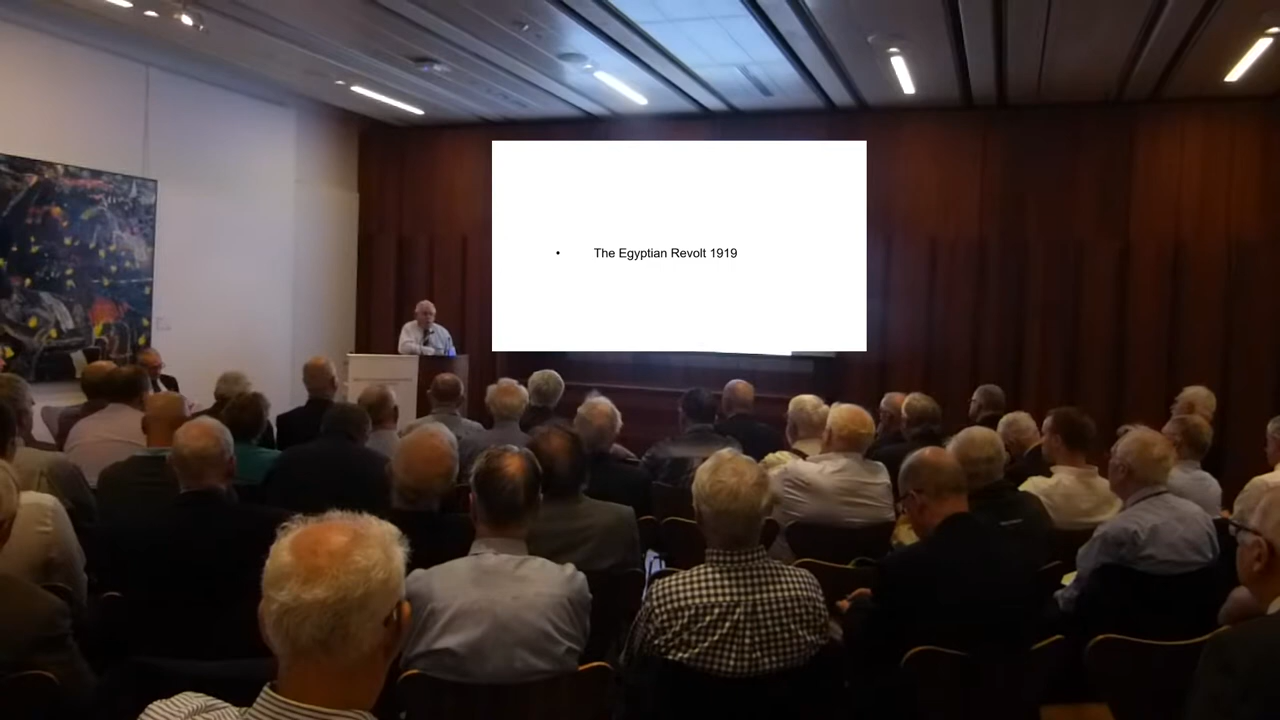 • The Egyptian Revolt 1919